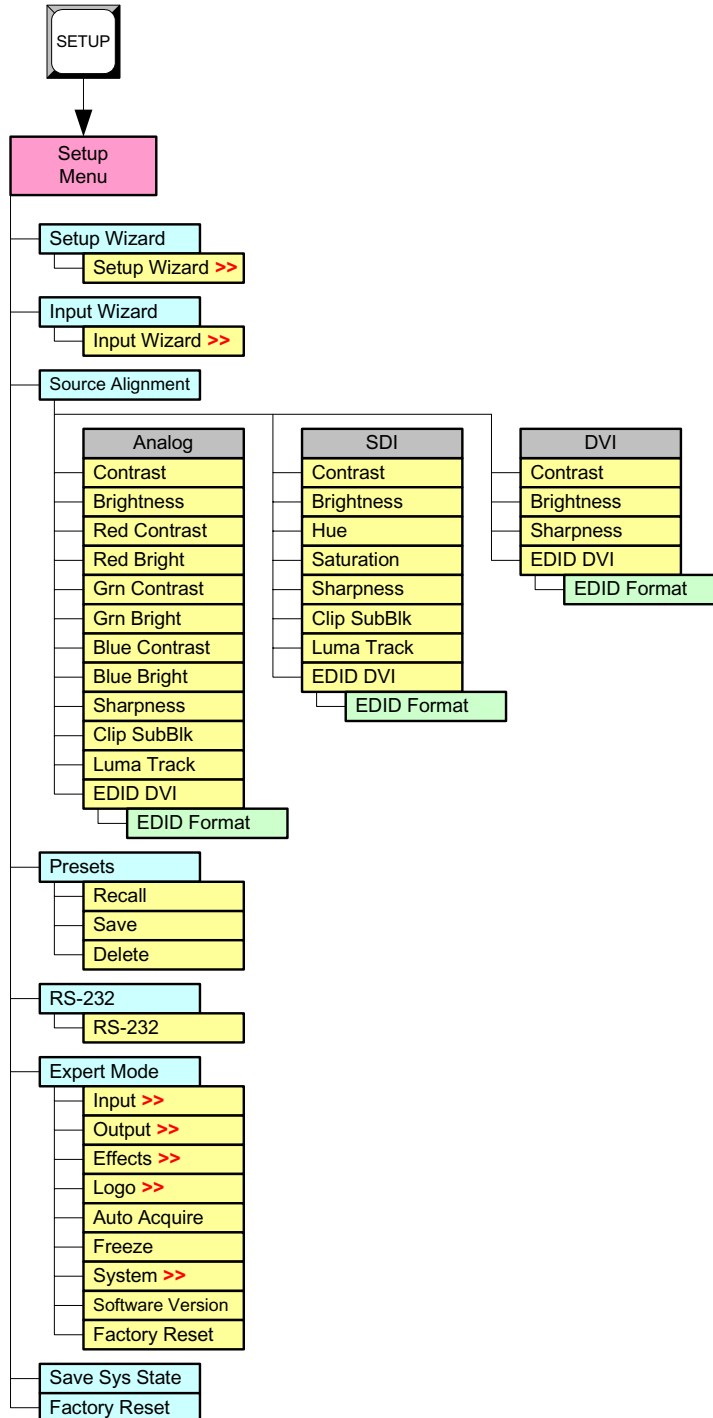 SETUP
Setup
Menu
Setup Wizard
Setup Wizard >>
Input Wizard
Input Wizard >>
Source Alignment
Analog
Contrast
Brightness
Red Contrast
Red Bright
Grn Contrast
Grn Bright
Blue Contrast
Blue Bright
Sharpness
Clip SubBlk
Luma Track
EDID DVI
EDID Format
SDI
Contrast
Brightness
Hue
Saturation
Sharpness
Clip SubBlk
Luma Track
EDID DVI
EDID Format
DVI
Contrast
Brightness
Sharpness
EDID DVI
EDID Format
Presets
Recall
Save
Delete
RS-232
RS-232
Expert Mode
Input >>
Output >>
Effects >>
Logo >>
Auto Acquire
Freeze
System >>
Software Version
Factory Reset
Save Sys State
Factory Reset